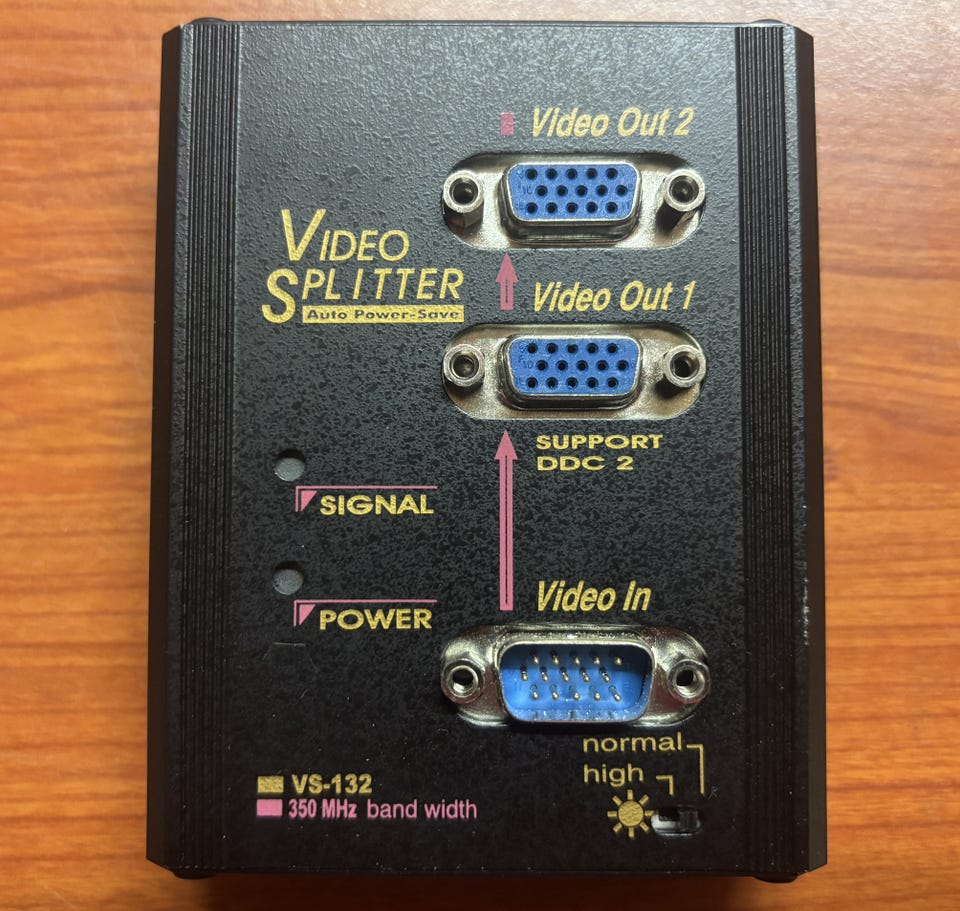 Video Out 2
VIDEO
SPLITTER
Auto Power-Save
Video Out 1
SUPPORT
DDC 2
SIGNAL
Video In
POWER
normal
high
VS-132
350 MHz band width